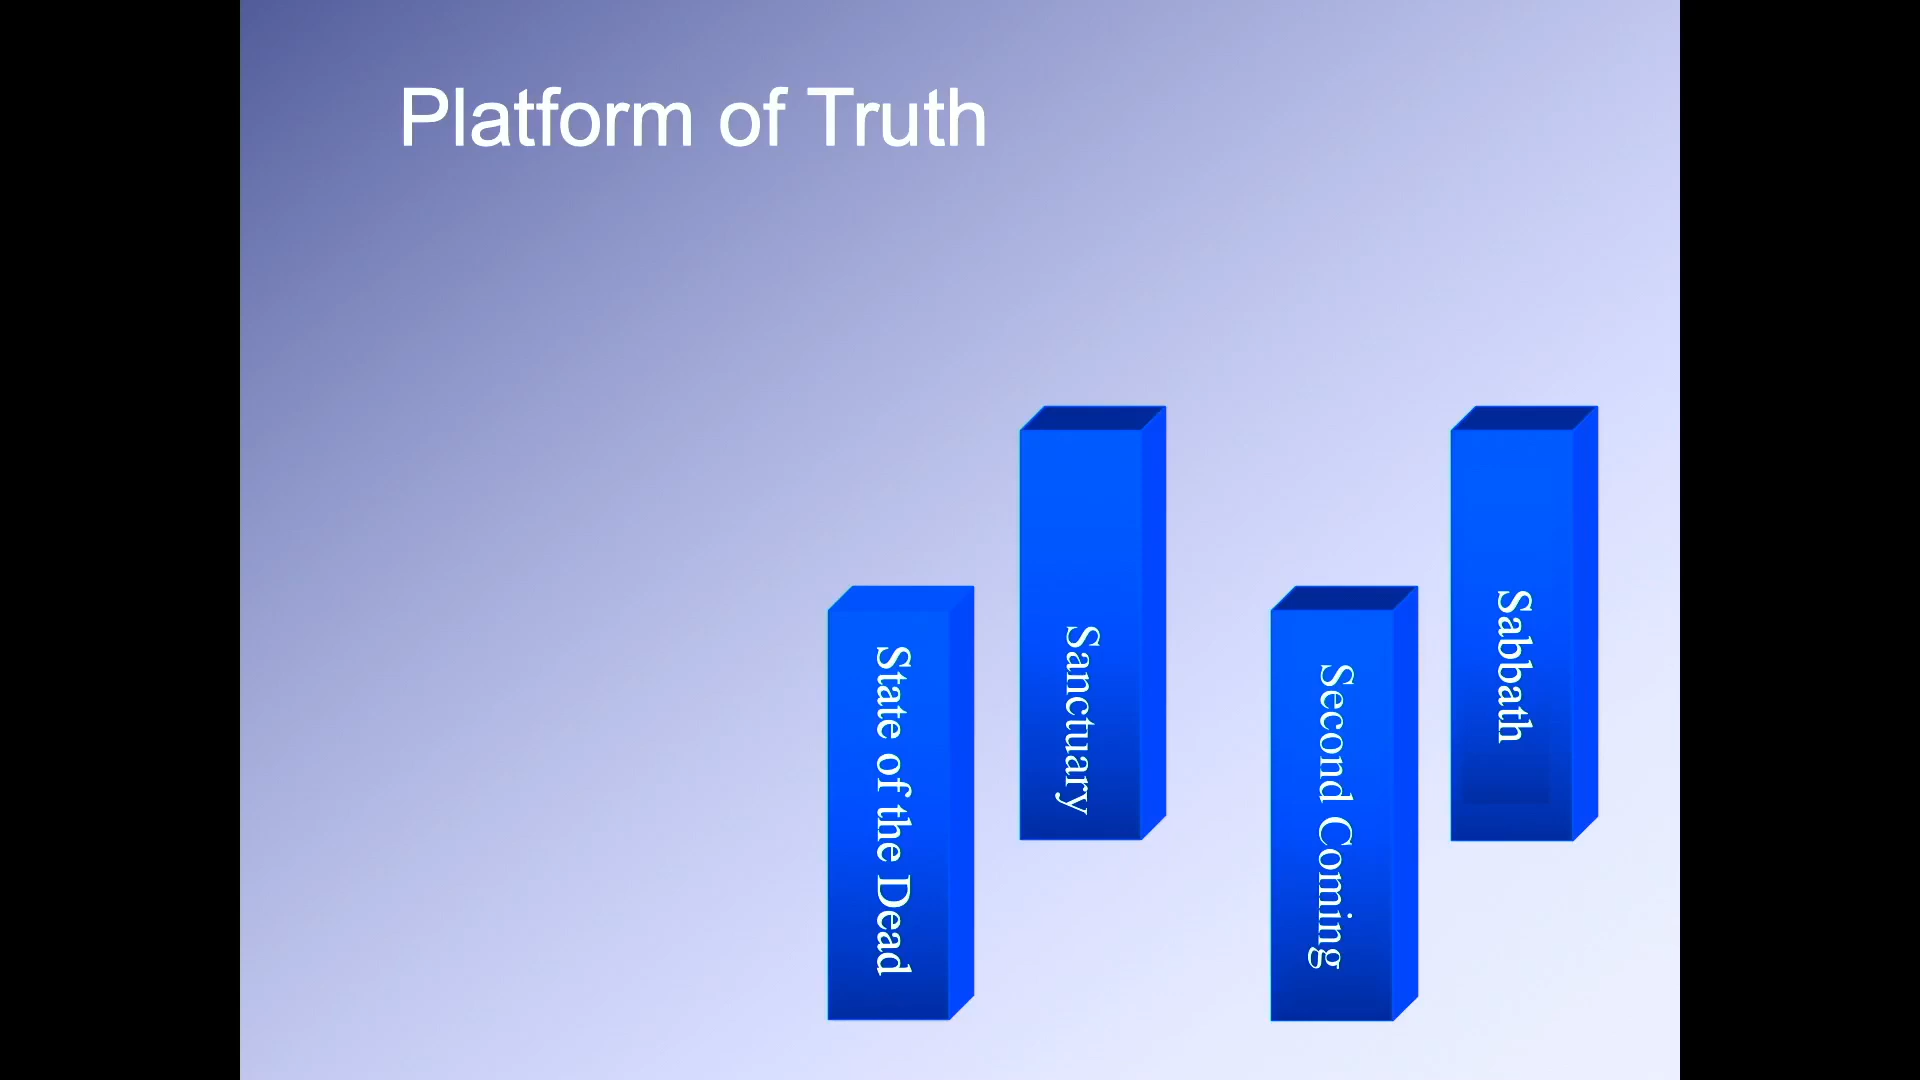 Platform of Truth
State of the Dead
Sanctuary
Second Coming
Sabbath